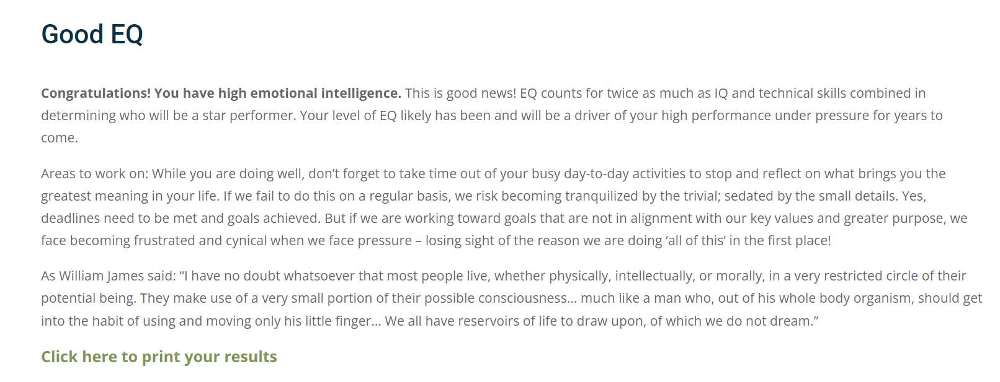 Good EQ
Congratulations! You have high emotional intelligence. This is good news! EQ counts for twice as much as IQ and technical skills combined in
determining who will be a star performer. Your level of EQ likely has been and will be a driver of your high performance under pressure for years to
come.
Areas to work on: While you are doing well, don’t forget to take time out of your busy day-to-day activities to stop and reflect on what brings you the
greatest meaning in your life. If we fail to do this on a regular basis, we risk becoming tranquilized by the trivial; sedated by the small details. Yes,
deadlines need to be met and goals achieved. But if we are working toward goals that are not in alignment with our key values and greater purpose, we
face becoming frustrated and cynical when we face pressure – losing sight of the reason we are doing ‘all of this’ in the first place!
As William James said: “I have no doubt whatsoever that most people live, whether physically, intellectually, or morally, in a very restricted circle of their
potential being. They make use of a very small portion of their possible consciousness… much like a man who, out of his whole body organism, should get
into the habit of using and moving only his little finger… We all have reservoirs of life to draw upon, of which we do not dream.”
Click here to print your results